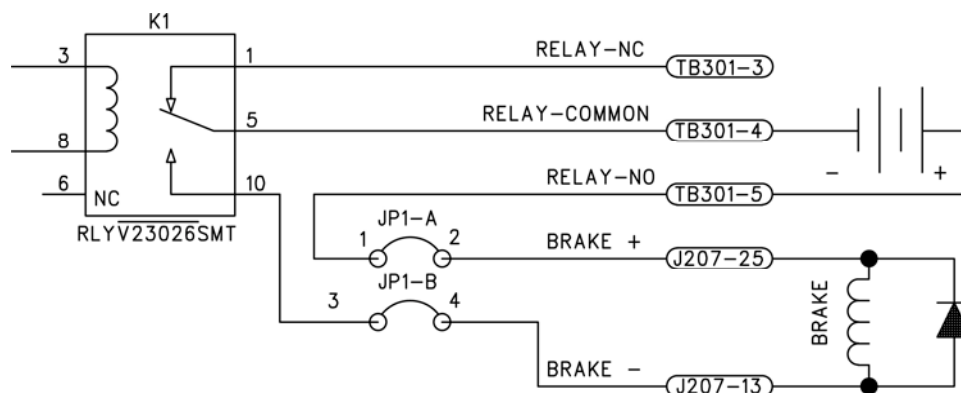 K1
3
1
RELAY-NC
TB301-3
8
5
RELAY-COMMON
TB301-4
- +
6
NC
10
RELAY-NO
TB301-5
RLYV23026SMT
JP1-A
1
2
BRAKE +
J207-25
JP1-B
3
4
BRAKE
BRAKE -
J207-13